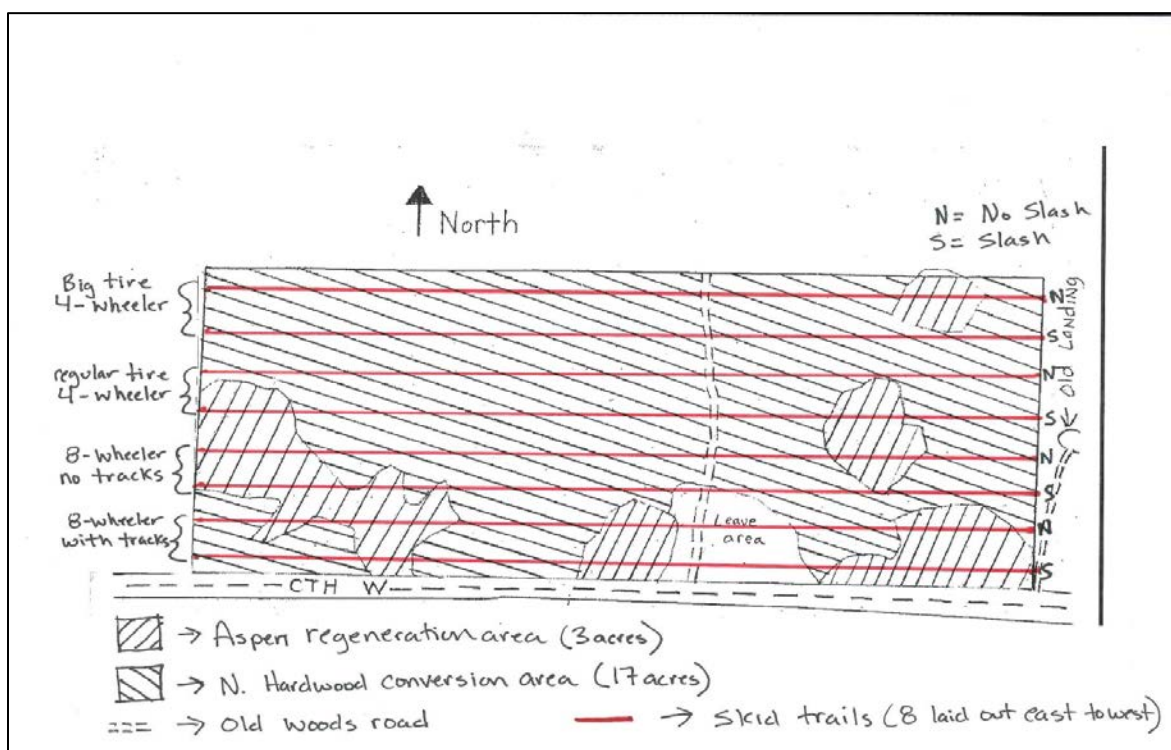 North
N= No Slash
S= Slash
Big tire
4-wheeler
regular tire
4-wheeler
8-wheeler
no tracks
8-wheeler
with tracks
N
S
N
S
N
S
N
S
Old Landing
Leave
area
CTH W
→ Aspen regeneration area (3 acres)
→ N. Hardwood conversion area (17 acres)
→ Old woods road
→ Skid trails (8 laid out east to west)